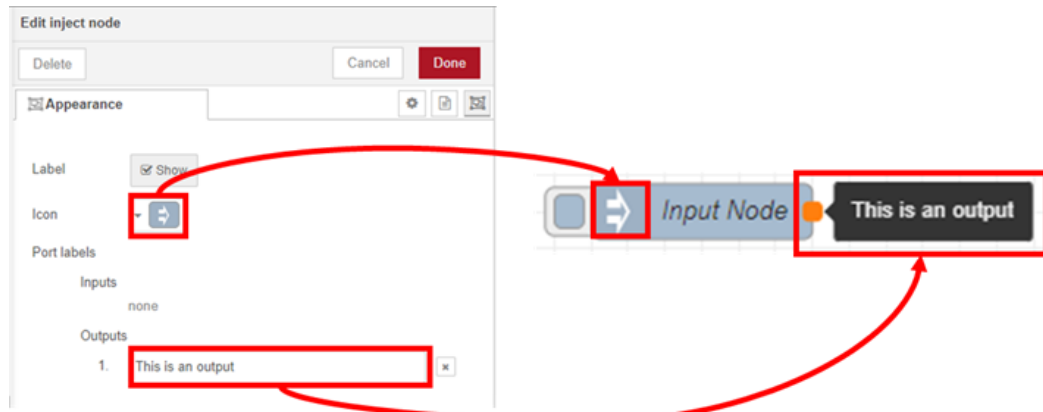 Edit inject node
Delete
Cancel
Done
Appearance
Label
Show
Icon
Port labels
Inputs
none
Outputs
1.
This is an output
Input Node
This is an output